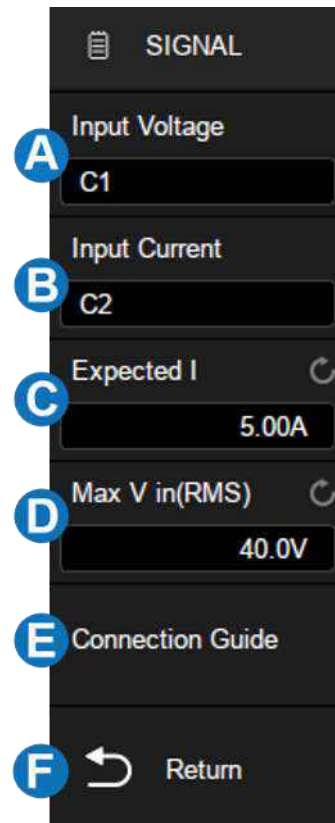 SIGNAL
A
Input Voltage
C1
B
Input Current
C2
C
Expected I
5.00A
D
Max V in(RMS)
40.0V
E
Connection Guide
F
Return